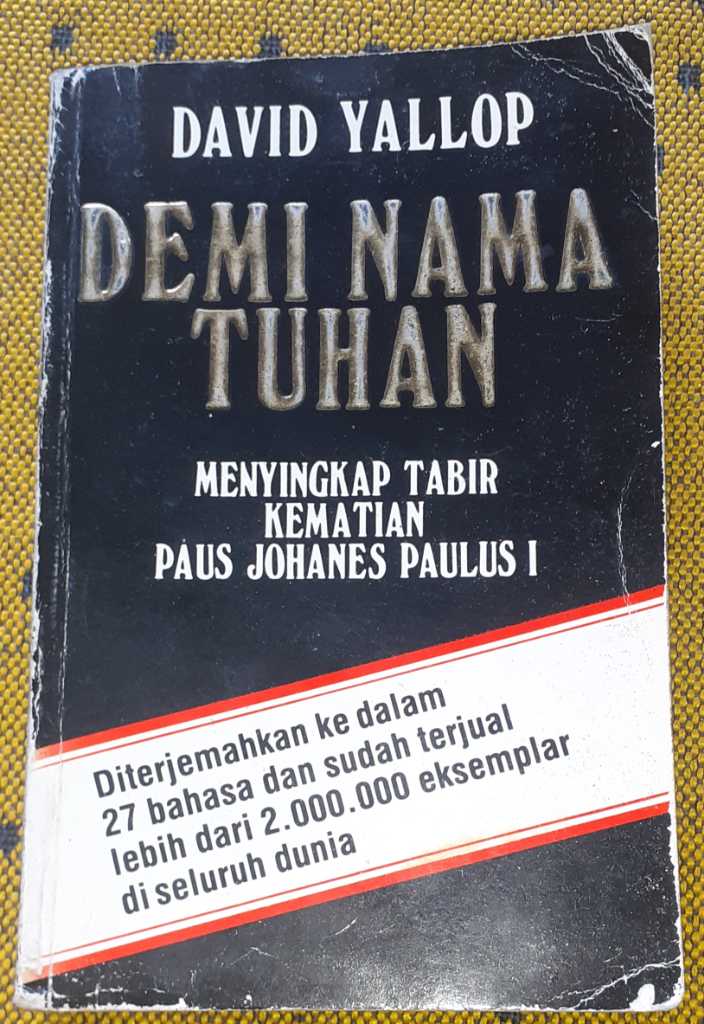 DAVID YALLOP
DEMI NAMA
TUHAN
MENYINGKAP TABIR
KEMATIAN
PAUS JOHANES PAULUS I
Diterjemahkan ke dalam
27 bahasa dan sudah terjual
lebih dari 2.000.000 eksemplar
di seluruh dunia